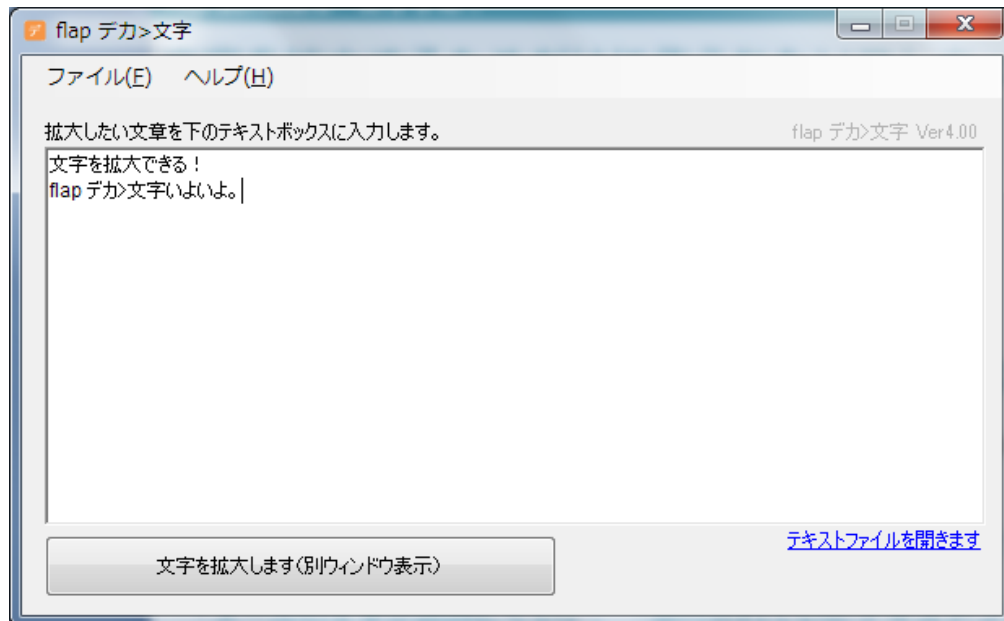 デ flap デカ>文字
ファイル(F) ヘルプ(H)
拡大したい文章を下のテキストボックスに入力します。
flap デカ>文字 Ver4.00
文字を拡大できる！
flap デカ>文字いよいよ。
文字を拡大します(別ウィンドウ表示)
テキストファイルを開きます